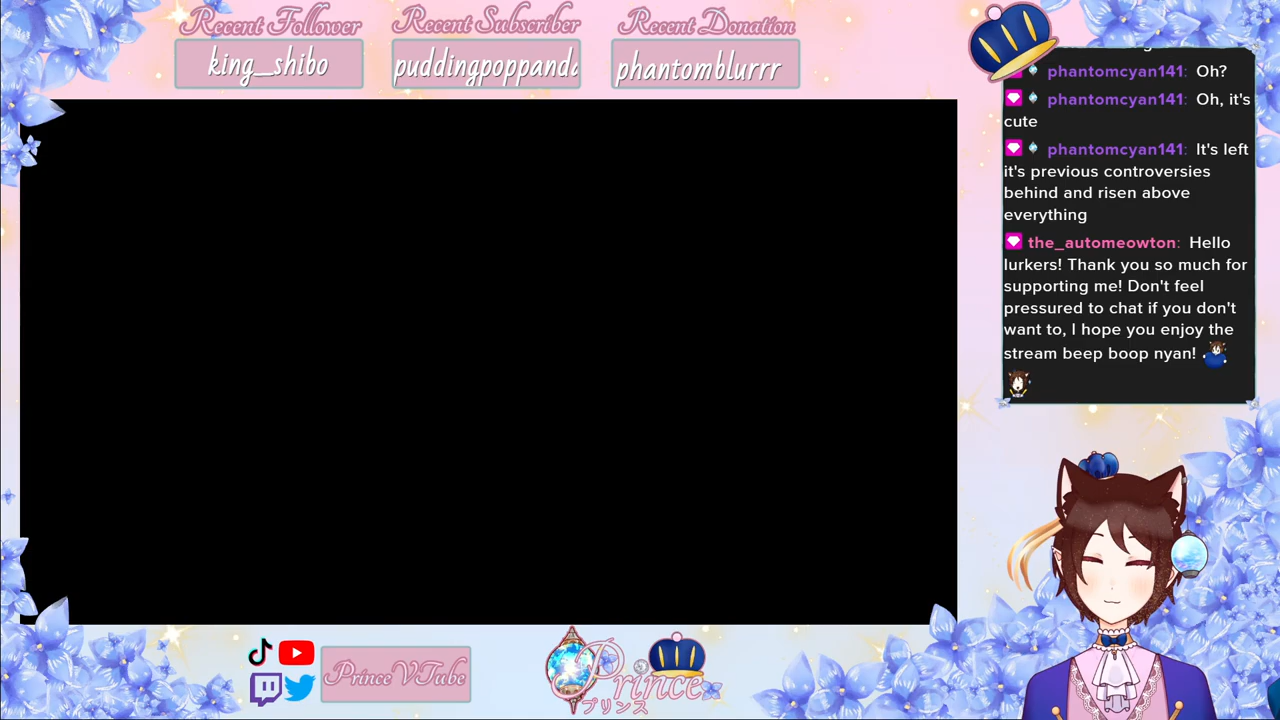 Recent Follower
king_shibo
Recent Subscriber
puddingpoppanda
Recent Donation
phantomblurrr
phantomcyan141: Oh?
phantomcyan141: Oh, it's
cute
phantomcyan141: It's left
it's previous controversies
behind and risen above
everything
the_automeowton: Hello
lurkers! Thank you so much for
supporting me! Don't feel
pressured to chat if you don't
want to, I hope you enjoy the
stream beep boop nyan!
PrinceVTube
Prince
プリンス